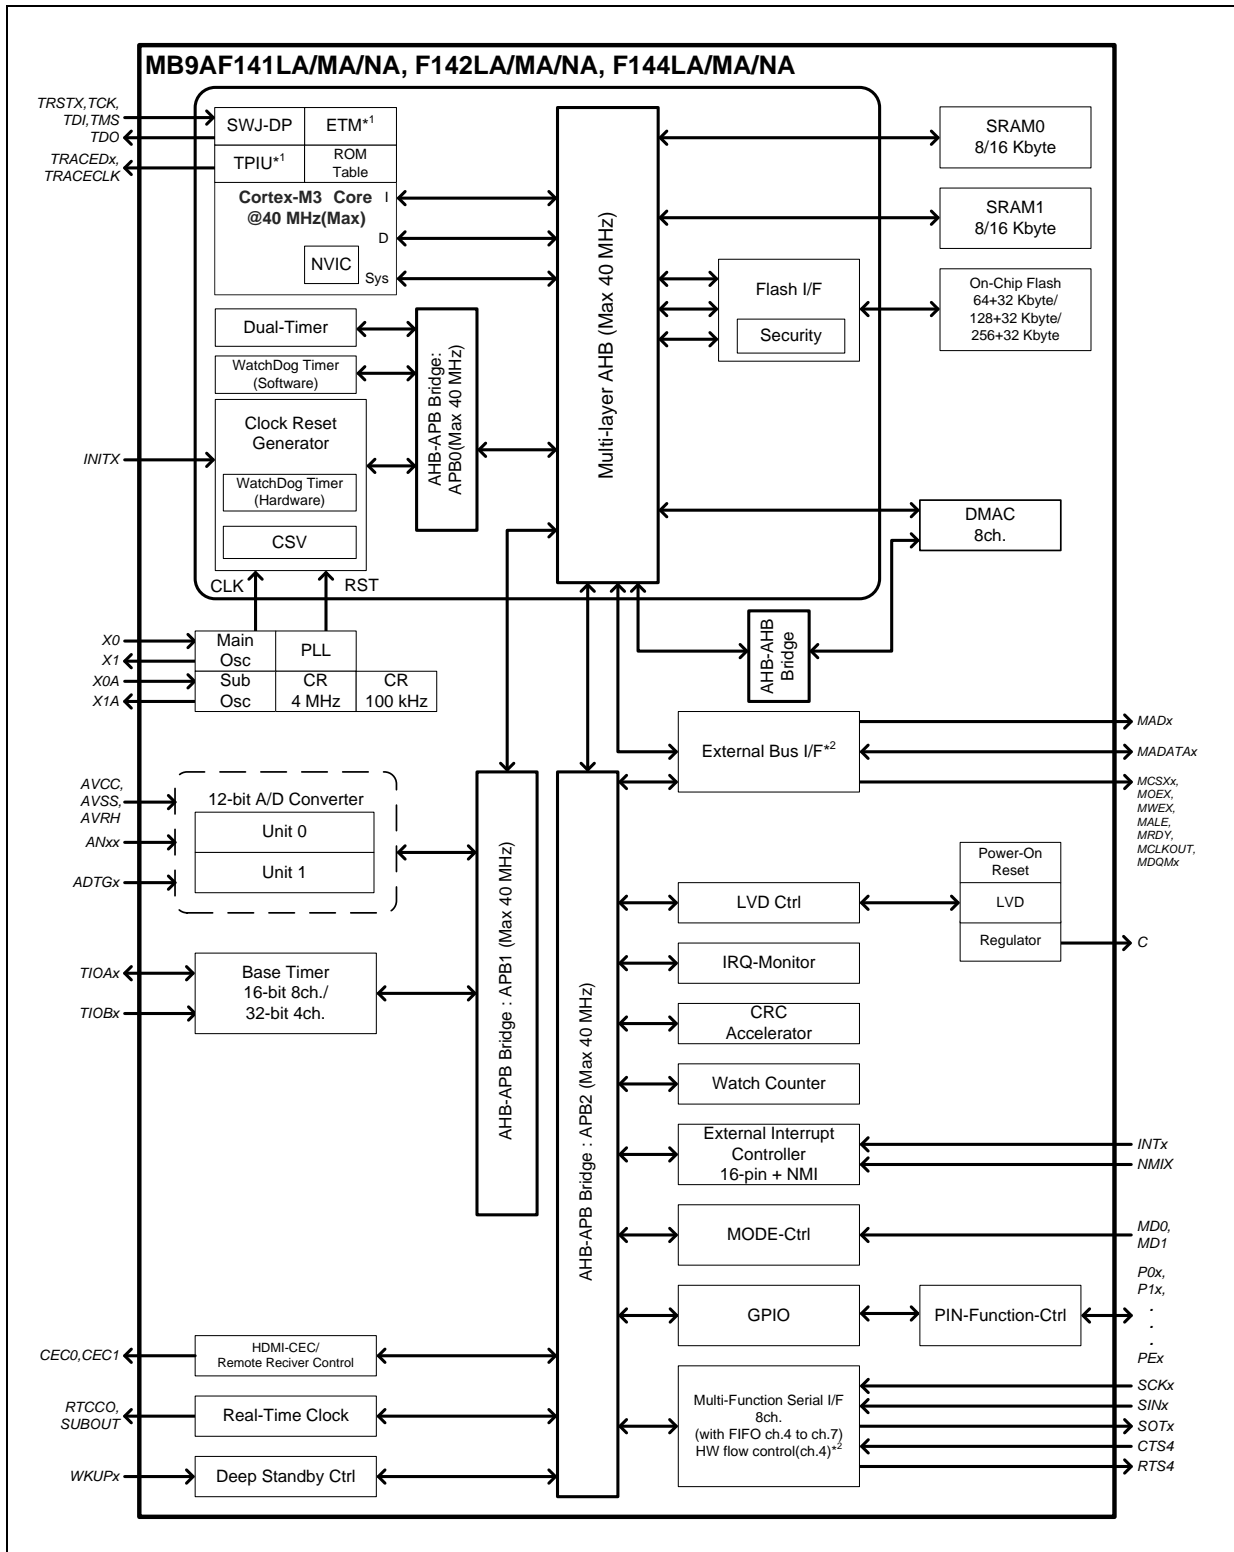 MB9AF141LA/MA/NA, F142LA/MA/NA, F144LA/MA/NA
TRSTX,TCK,
TDI,TMS
TDO
TRACEDx,
TRACECLK
SWJ-DP
ETM*1
TPIU*1
ROM
Table
Cortex-M3 Core
@40 MHz(Max)
I
D
Sys
NVIC
Dual-Timer
WatchDog Timer
(Software)
Clock Reset
Generator
WatchDog Timer
(Hardware)
CSV
INITX
CLK
RST
AHB-APB Bridge:
APB0(Max 40 MHz)
Multi-layer AHB (Max 40 MHz)
SRAM0
8/16 Kbyte
SRAM1
8/16 Kbyte
Flash I/F
Security
On-Chip Flash
64+32 Kbyte/
128+32 Kbyte/
256+32 Kbyte
DMAC
8ch.
AHB-AHB
Bridge
X0
X1
X0A
X1A
Main
Osc
PLL
Sub
Osc
CR
4 MHz
CR
100 kHz
External Bus I/F*2
MADx
MADATAx
MCSXx,
MOEX,
MWEX,
MALE,
MRDY,
MCLKOUT,
MDQMx
AVCC,
AVSS,
AVRH
ANxx
ADTGx
12-bit A/D Converter
Unit 0
Unit 1
TIOAx
TIOBx
Base Timer
16-bit 8ch./
32-bit 4ch.
AHB-APB Bridge : APB1 (Max 40 MHz)
AHB-APB Bridge : APB2 (Max 40 MHz)
LVD Ctrl
Power-On
Reset
LVD
Regulator
C
IRQ-Monitor
CRC
Accelerator
Watch Counter
External Interrupt
Controller
16-pin + NMI
INTx
NMIX
MODE-Ctrl
MD0,
MD1
GPIO
PIN-Function-Ctrl
P0x,
P1x,
.
.
.
PEx
Multi-Function Serial I/F
8ch.
(with FIFO ch.4 to ch.7)
HW flow control(ch.4)*2
SCKx
SINx
SOTx
CTS4
RTS4
CEC0,CEC1
HDMI-CEC/
Remote Reciver Control
RTCCO,
SUBOUT
Real-Time Clock
WKUPx
Deep Standby Ctrl